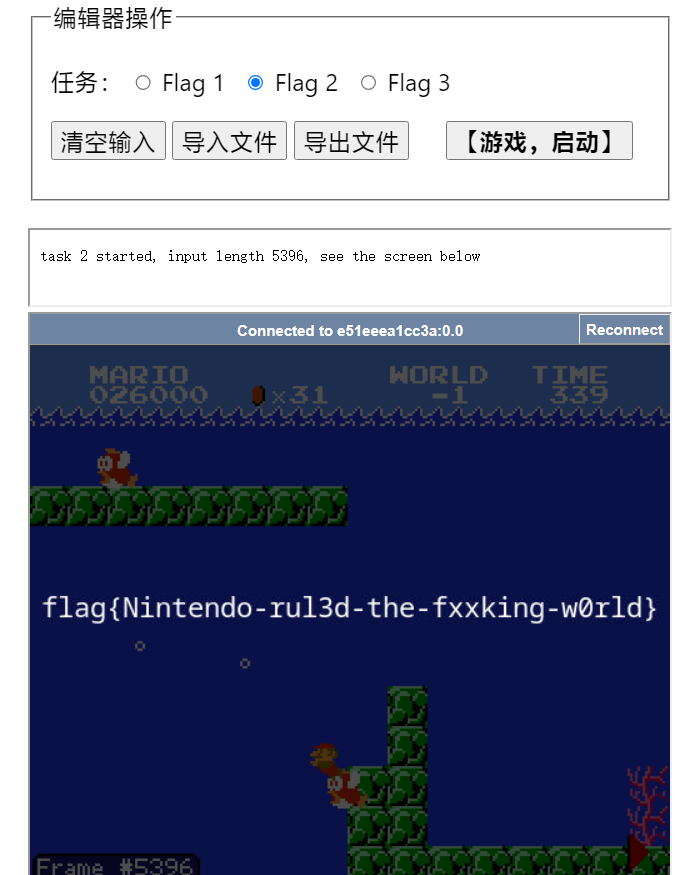 编辑器操作
任务： Flag 1 Flag 2 Flag 3
清空输入 导入文件 导出文件 【游戏，启动】
task 2 started, input length 5396, see the screen below
Connected to e51eeea1cc3a:0.0 Reconnect
MARIO WORLD TIME
026000 ×31 -1 339
flag{Nintendo-rul3d-the-fxxking-w0rld}
Frame #5396